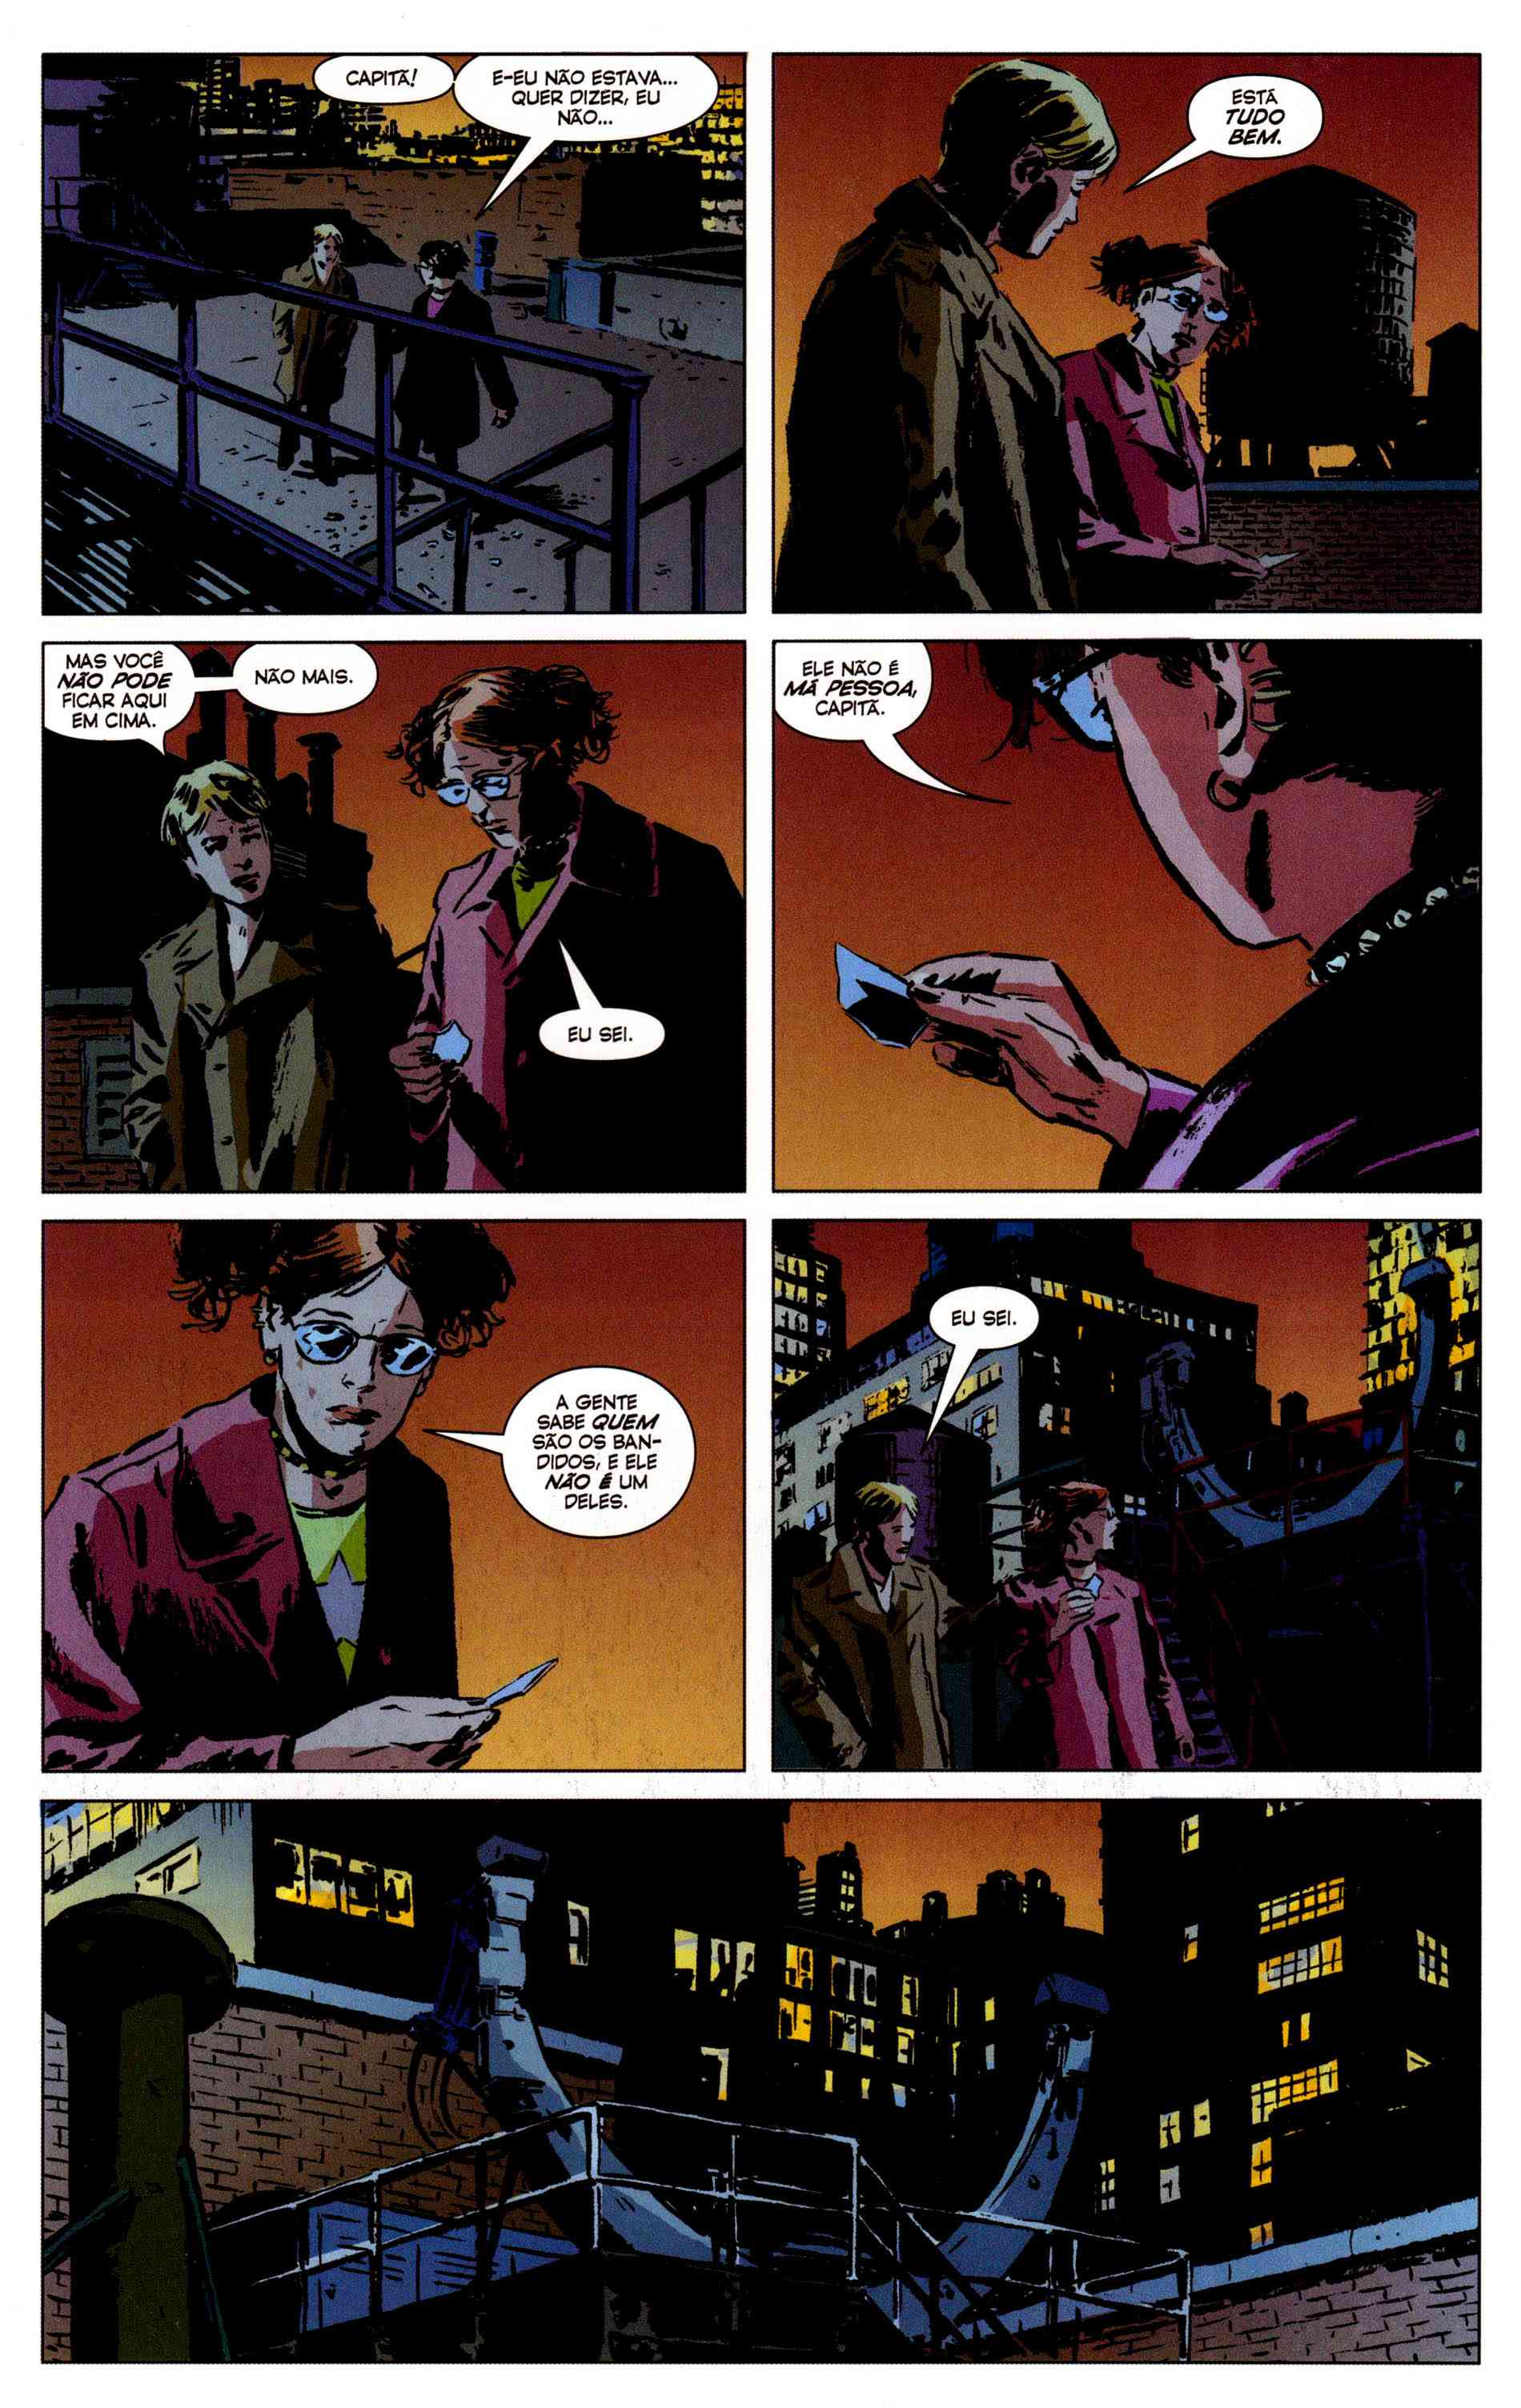 CAPITÃ!
E-EU NÃO ESTAVA...
QUER DIZER, EU
NÃO...
ESTÁ
TUDO
BEM.
MAS VOCÊ
NÃO PODE
FICAR AQUI
EM CIMA.
NÃO MAIS.
EU SEI.
ELE NÃO É
MÁ PESSOA,
CAPITÃ.
A GENTE
SABE QUEM
SÃO OS BAN-
DIDOS, E ELE
NÃO É UM
DELES.
EU SEI.